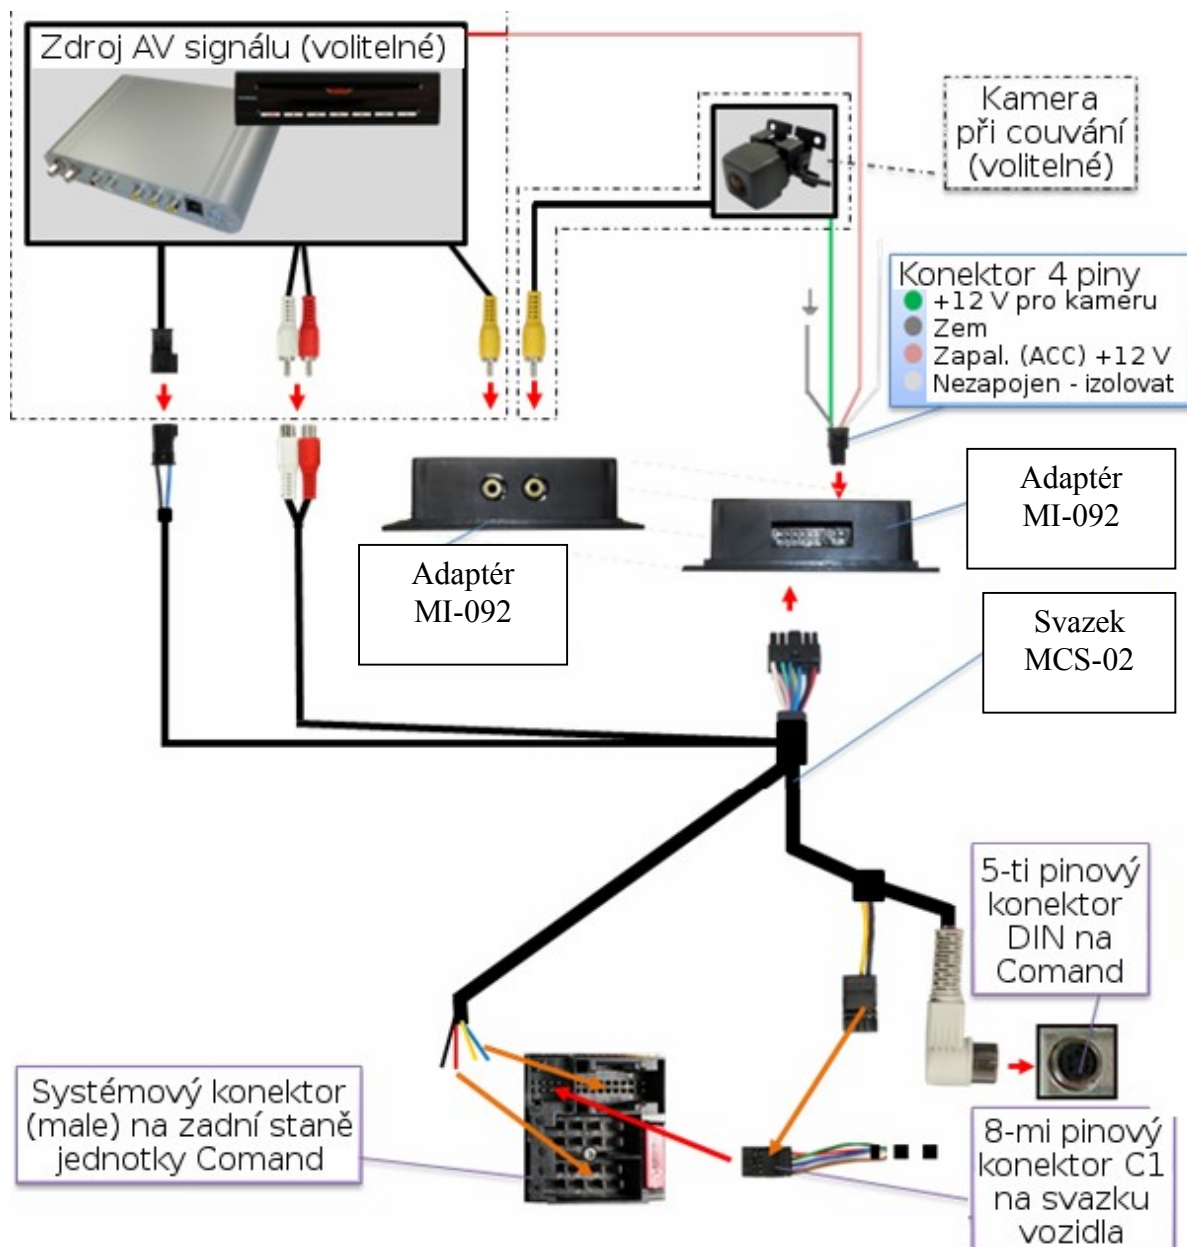 Zdroj AV signálu (volitelné)
Kamera
při couvání
(volitelné)
Konektor 4 piny
+12 V pro kameru
Zem
Zapal. (ACC) +12 V
Nezapojen - izolovat
Adaptér
MI-092
Adaptér
MI-092
Svazek
MCS-02
5-ti pinový
konektor
DIN na
Comand
Systémový konektor
(male) na zadní staně
jednotky Comand
8-mi pinový
konektor C1
na svazku
vozidla